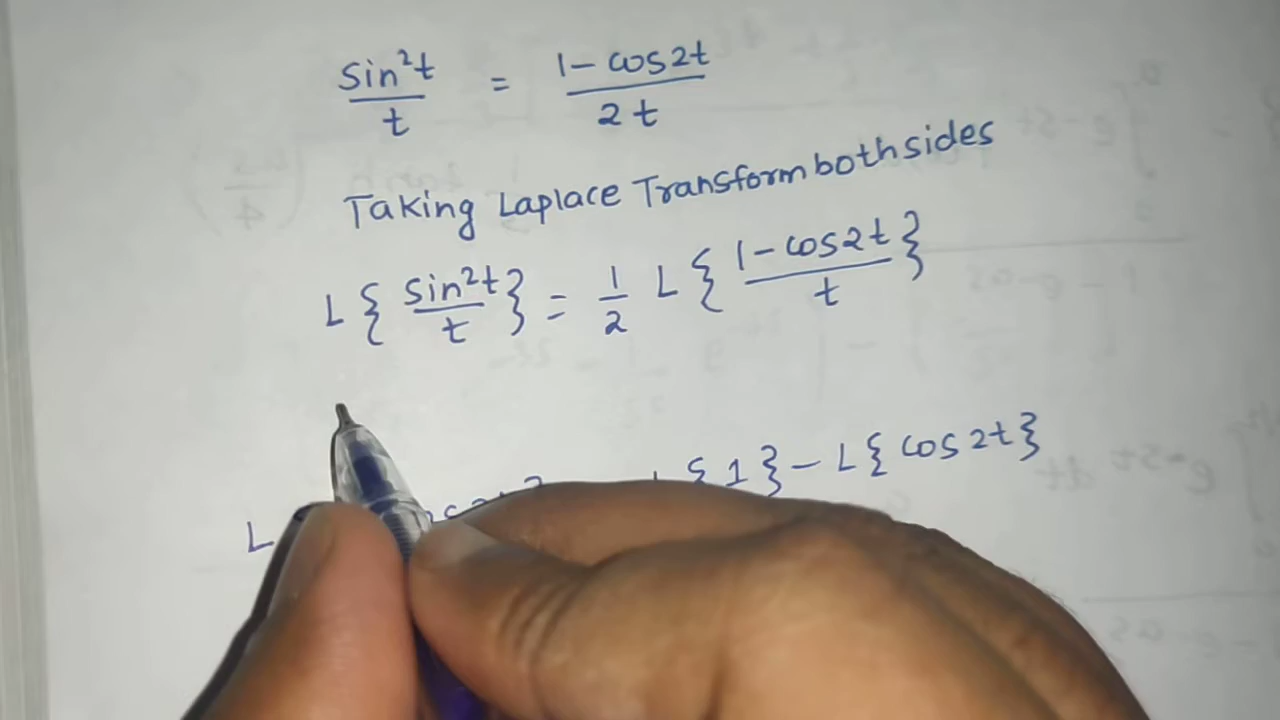 sin²t/t = 1-cos2t/2t
Taking Laplace Transform both sides
L{sin²t/t} = 1/2 L{1-cos2t/t}
L L{1} - L{cos2t}